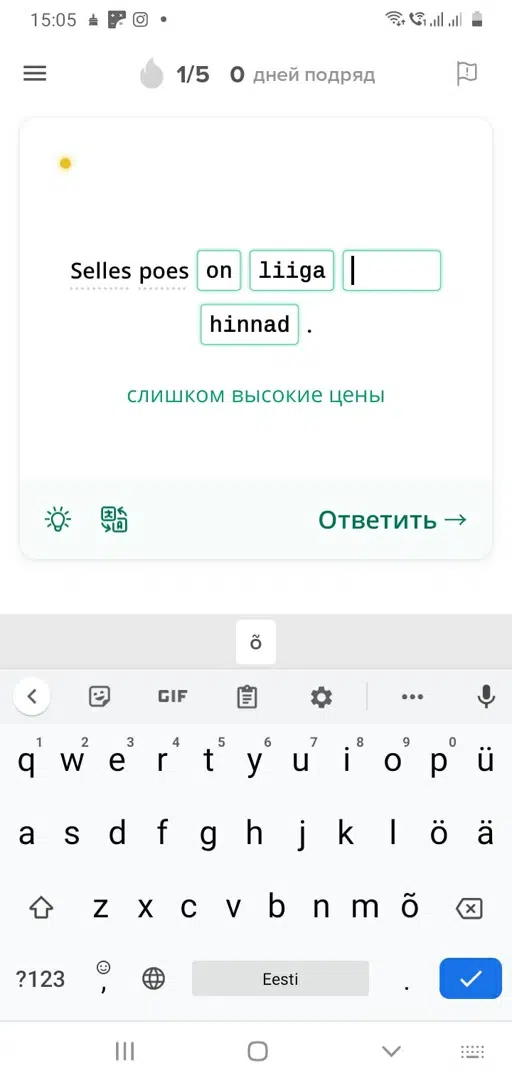 15:05
1/5 0 дней подряд
Selles poes on liiga
hinnad .
слишком высокие цены
Ответить →
õ
GIF
1 2 3 4 5 6 7 8 9 0
q w e r t y u i o p ü
a s d f g h j k l ö ä
z x c v b n m õ
?123 , Eesti .